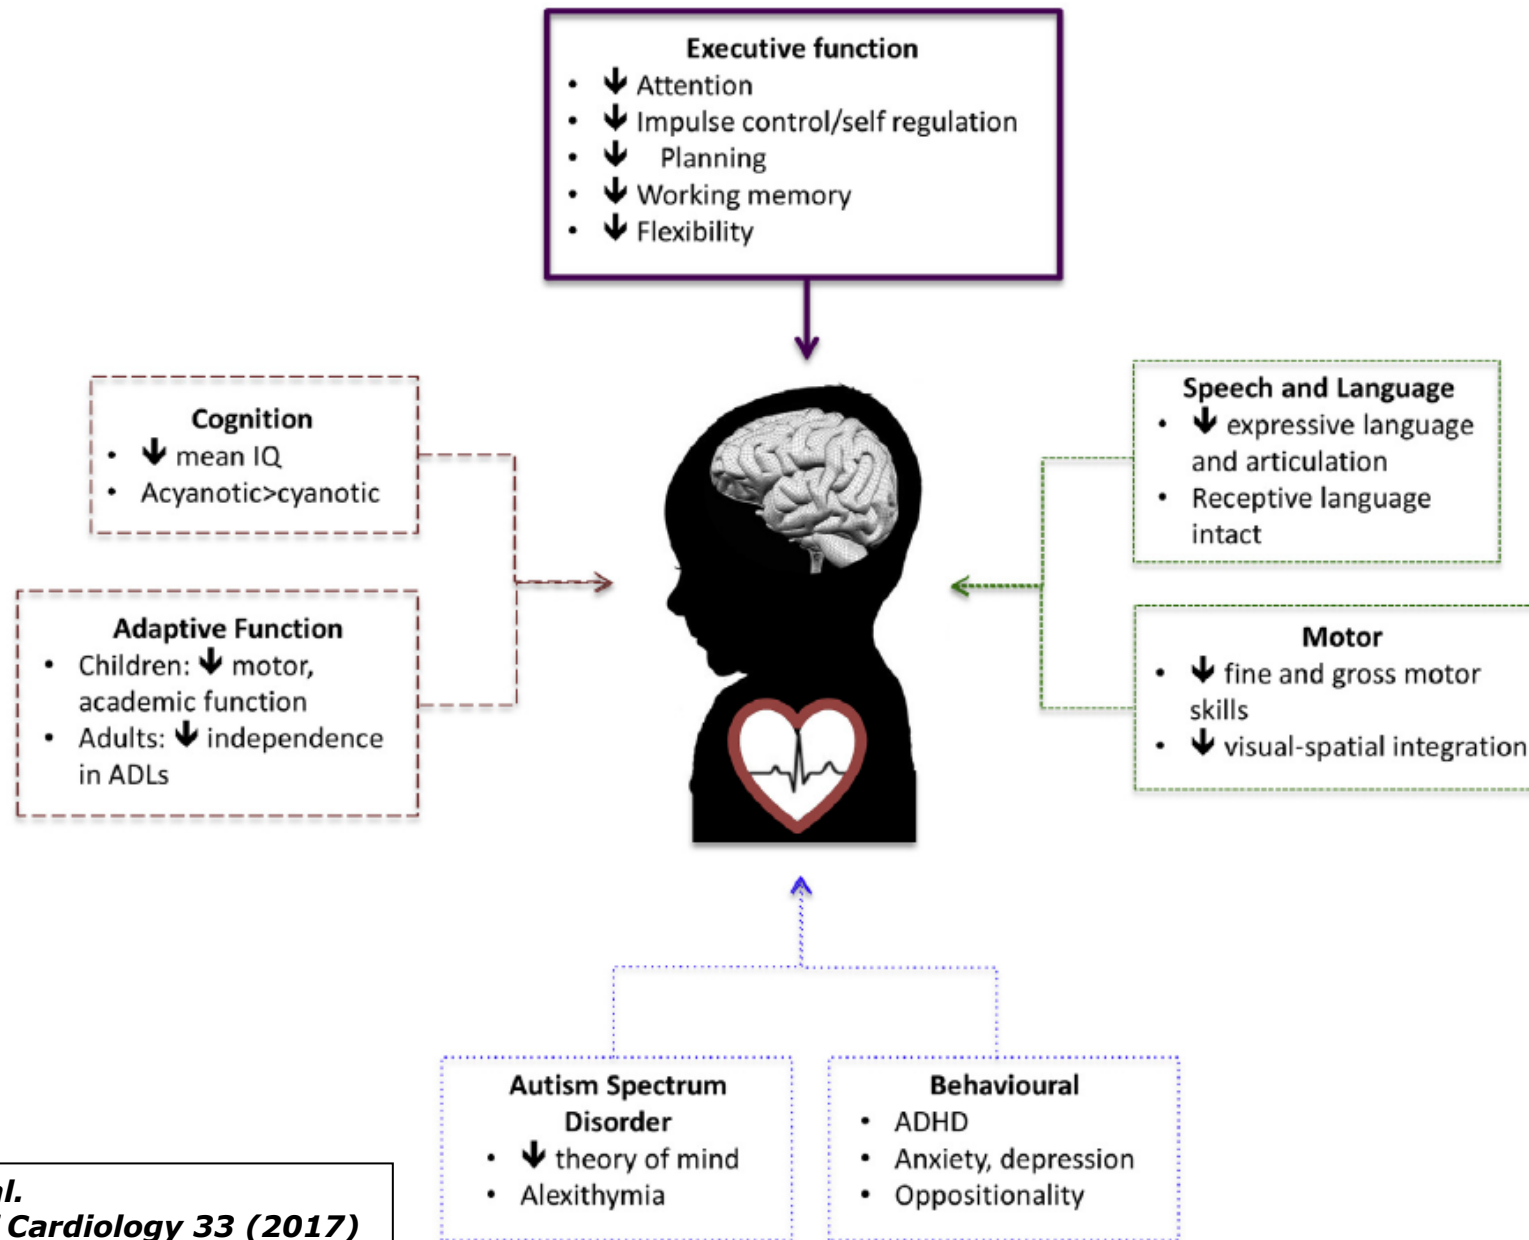 Executive function
• ↓ Attention
• ↓ Impulse control/self regulation
• ↓ Planning
• ↓ Working memory
• ↓ Flexibility
Cognition
• ↓ mean IQ
• Acyanotic>cyanotic
Adaptive Function
• Children: ↓ motor,
academic function
• Adults: ↓ independence
in ADLs
Speech and Language
• ↓ expressive language
and articulation
• Receptive language
intact
Motor
• ↓ fine and gross motor
skills
• ↓ visual-spatial integration
Autism Spectrum
Disorder
• ↓ theory of mind
• Alexithymia
Behavioural
• ADHD
• Anxiety, depression
• Oppositionality
al.
Cardiology 33 (2017)